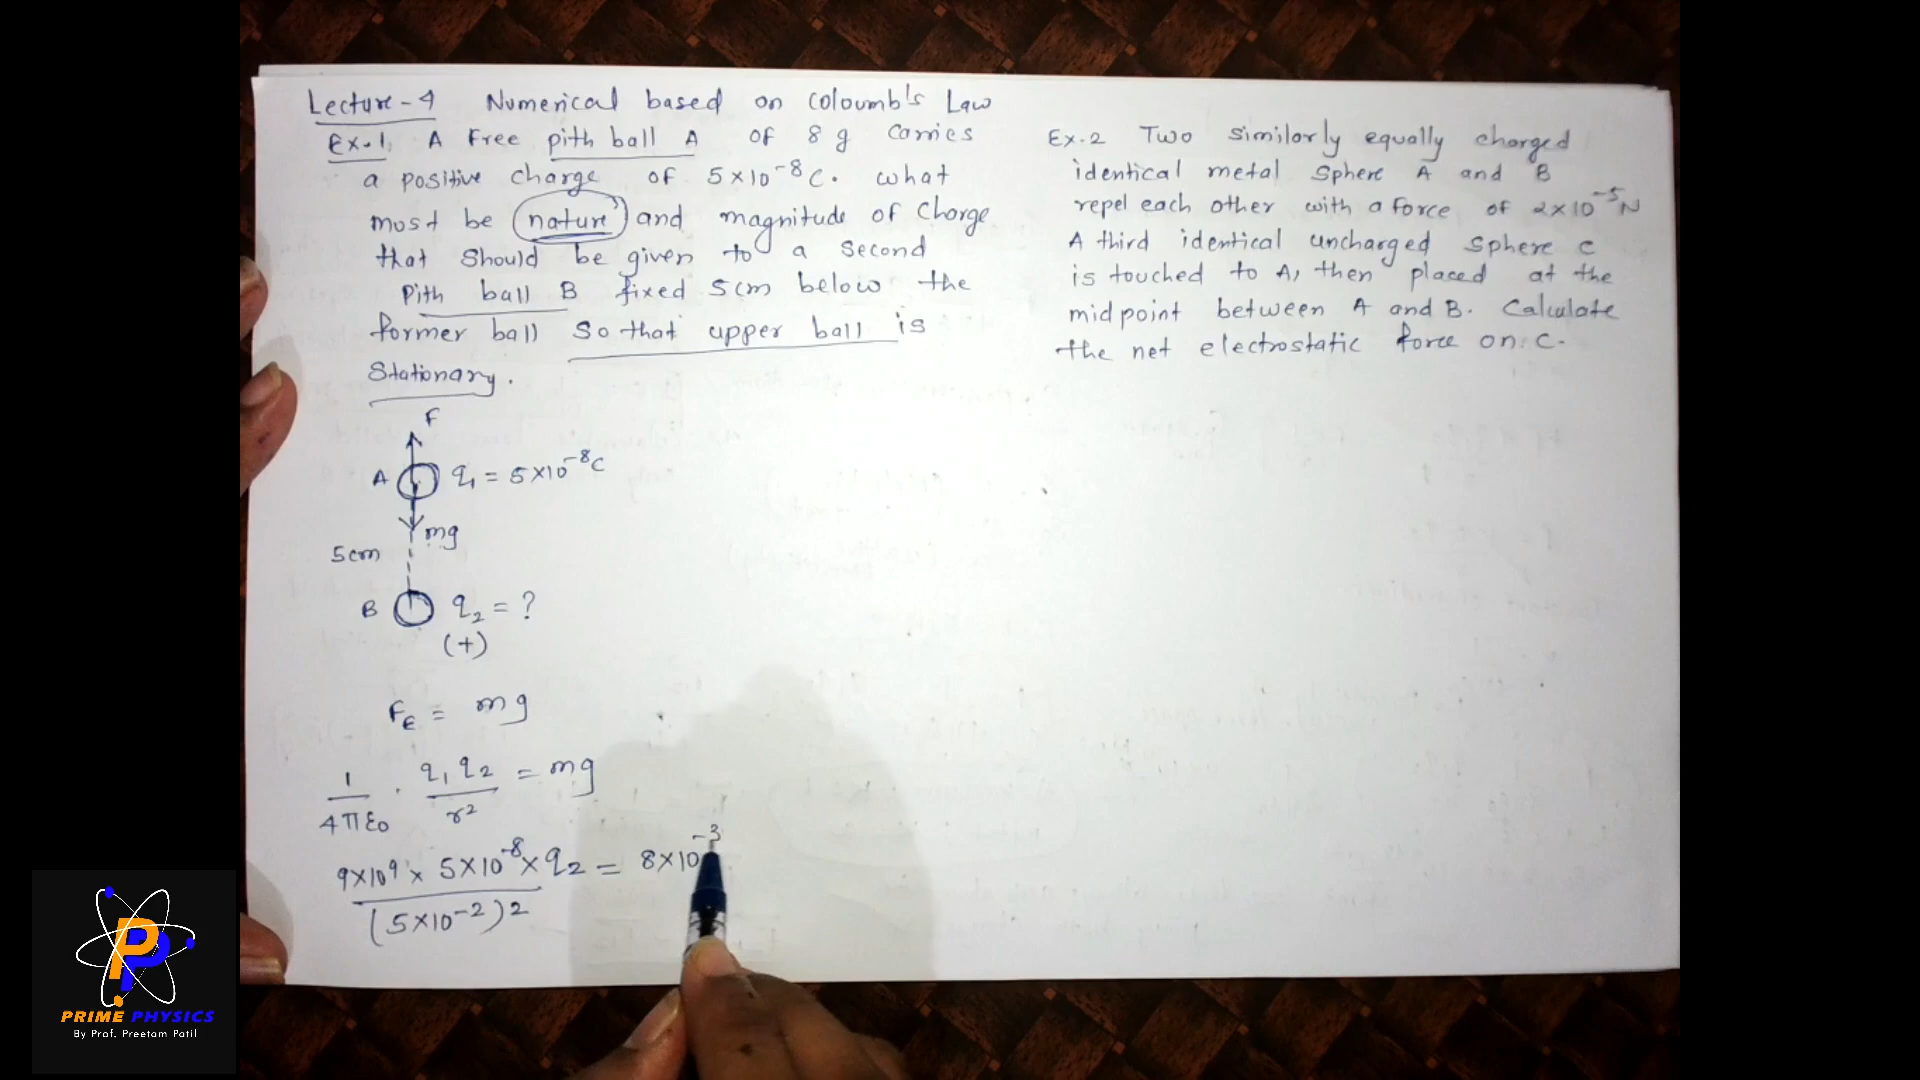 Lecture-4 Numerical based on Coloumb's Law
Ex.1. A Free pith ball A of 8 g carries
a positive charge of 5×10⁻⁸C. what
must be nature and magnitude of charge
that should be given to a second
Pith ball B fixed 5cm below the
former ball so that upper ball is
Stationary.
F
A q₁ = 5×10⁻⁸C
mg
5cm
B q₂ = ?
(+)
F_E = mg
1/4πε₀ · q₁q₂/r² = mg
9×10⁹ × 5×10⁻⁸ × q₂ / (5×10⁻²)² = 8×10⁻³
Ex.2 Two similarly equally charged
identical metal sphere A and B
repel each other with a force of 2×10⁻⁵N
A third identical uncharged sphere C
is touched to A, then placed at the
midpoint between A and B. Calculate
the net electrostatic force on C.
PRIME PHYSICS
By Prof. Preetam Patil